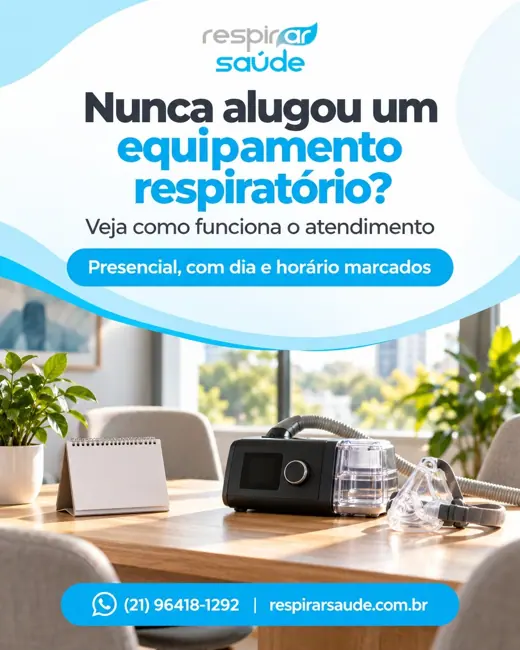 respirar
saúde
Nunca alugou um
equipamento
respiratório?
Veja como funciona o atendimento
Presencial, com dia e horário marcados
(21) 96418-1292 | respirarsaude.com.br